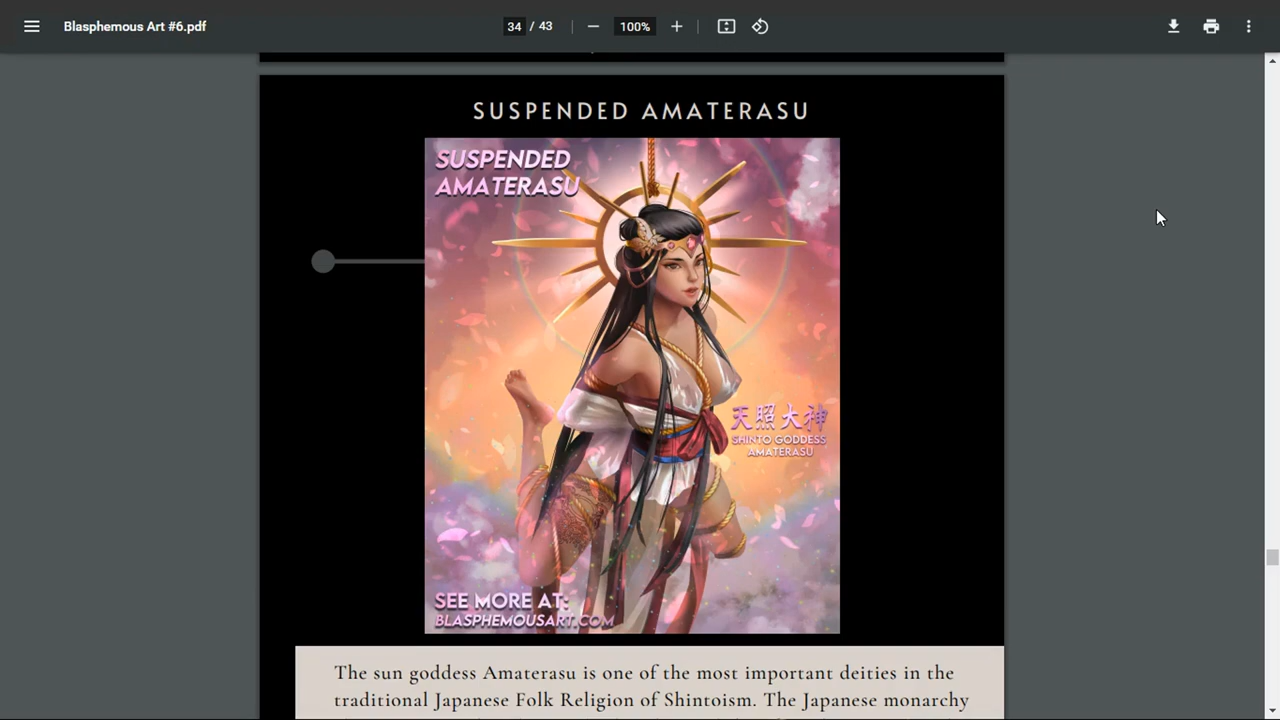 Blasphemous Art #6.pdf
34 / 43
100%
SUSPENDED AMATERASU
SUSPENDED
AMATERASU
天照大神
SHINTO GODDESS
AMATERASU
SEE MORE AT:
BLASPHEMOUSART.COM
The sun goddess Amaterasu is one of the most important deities in the
traditional Japanese Folk Religion of Shintoism. The Japanese monarchy